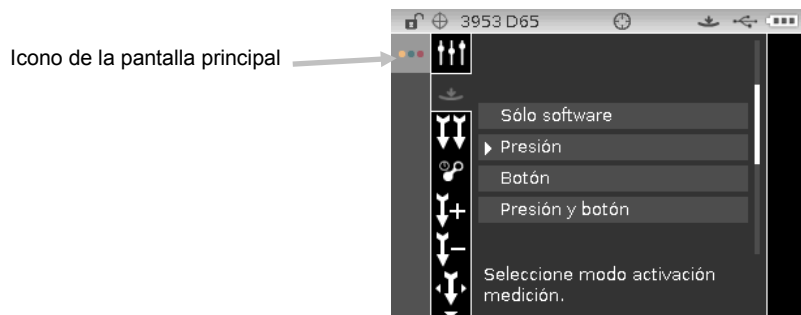 3953 D65
Icono de la pantalla principal
Sólo software
Presión
Botón
Presión y botón
Seleccione modo activación
medición.